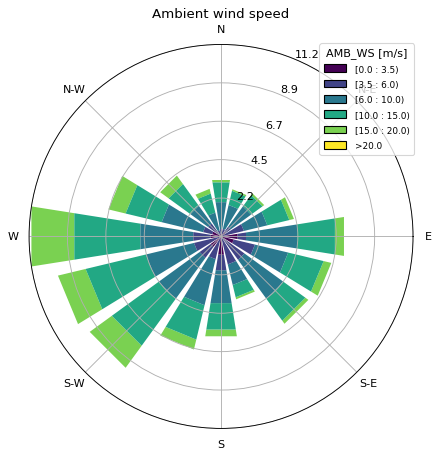 Ambient wind speed
N
11.2
AMB_WS [m/s]
[0.0 : 3.5)
[3.5 : 6.0)
[6.0 : 10.0)
[10.0 : 15.0)
[15.0 : 20.0)
>20.0
N-W
N-E
8.9
6.7
4.5
2.2
W
E
S-W
S-E
S